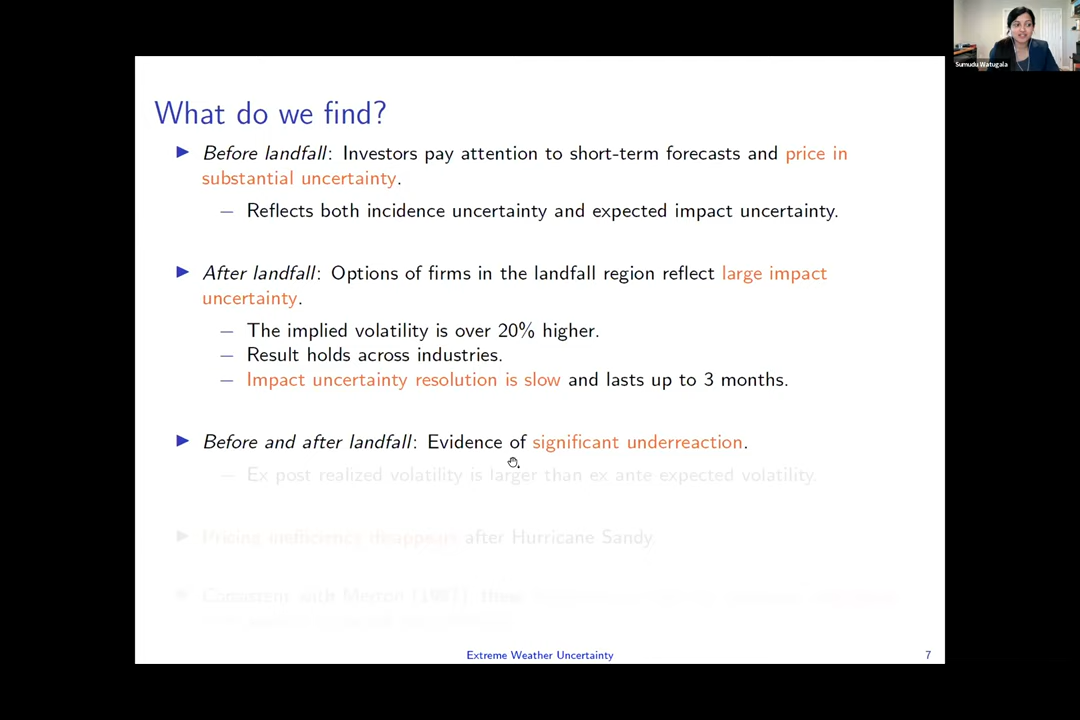 Sumudu Watugala
What do we find?
▶ Before landfall: Investors pay attention to short-term forecasts and price in
substantial uncertainty.
– Reflects both incidence uncertainty and expected impact uncertainty.
▶ After landfall: Options of firms in the landfall region reflect large impact
uncertainty.
– The implied volatility is over 20% higher.
– Result holds across industries.
– Impact uncertainty resolution is slow and lasts up to 3 months.
▶ Before and after landfall: Evidence of significant underreaction.
– Ex post realized volatility is larger than ex ante expected volatility.
▶ Pricing inefficiency disappears after Hurricane Sandy.
Consistent with Merton (1987), there
Extreme Weather Uncertainty
7